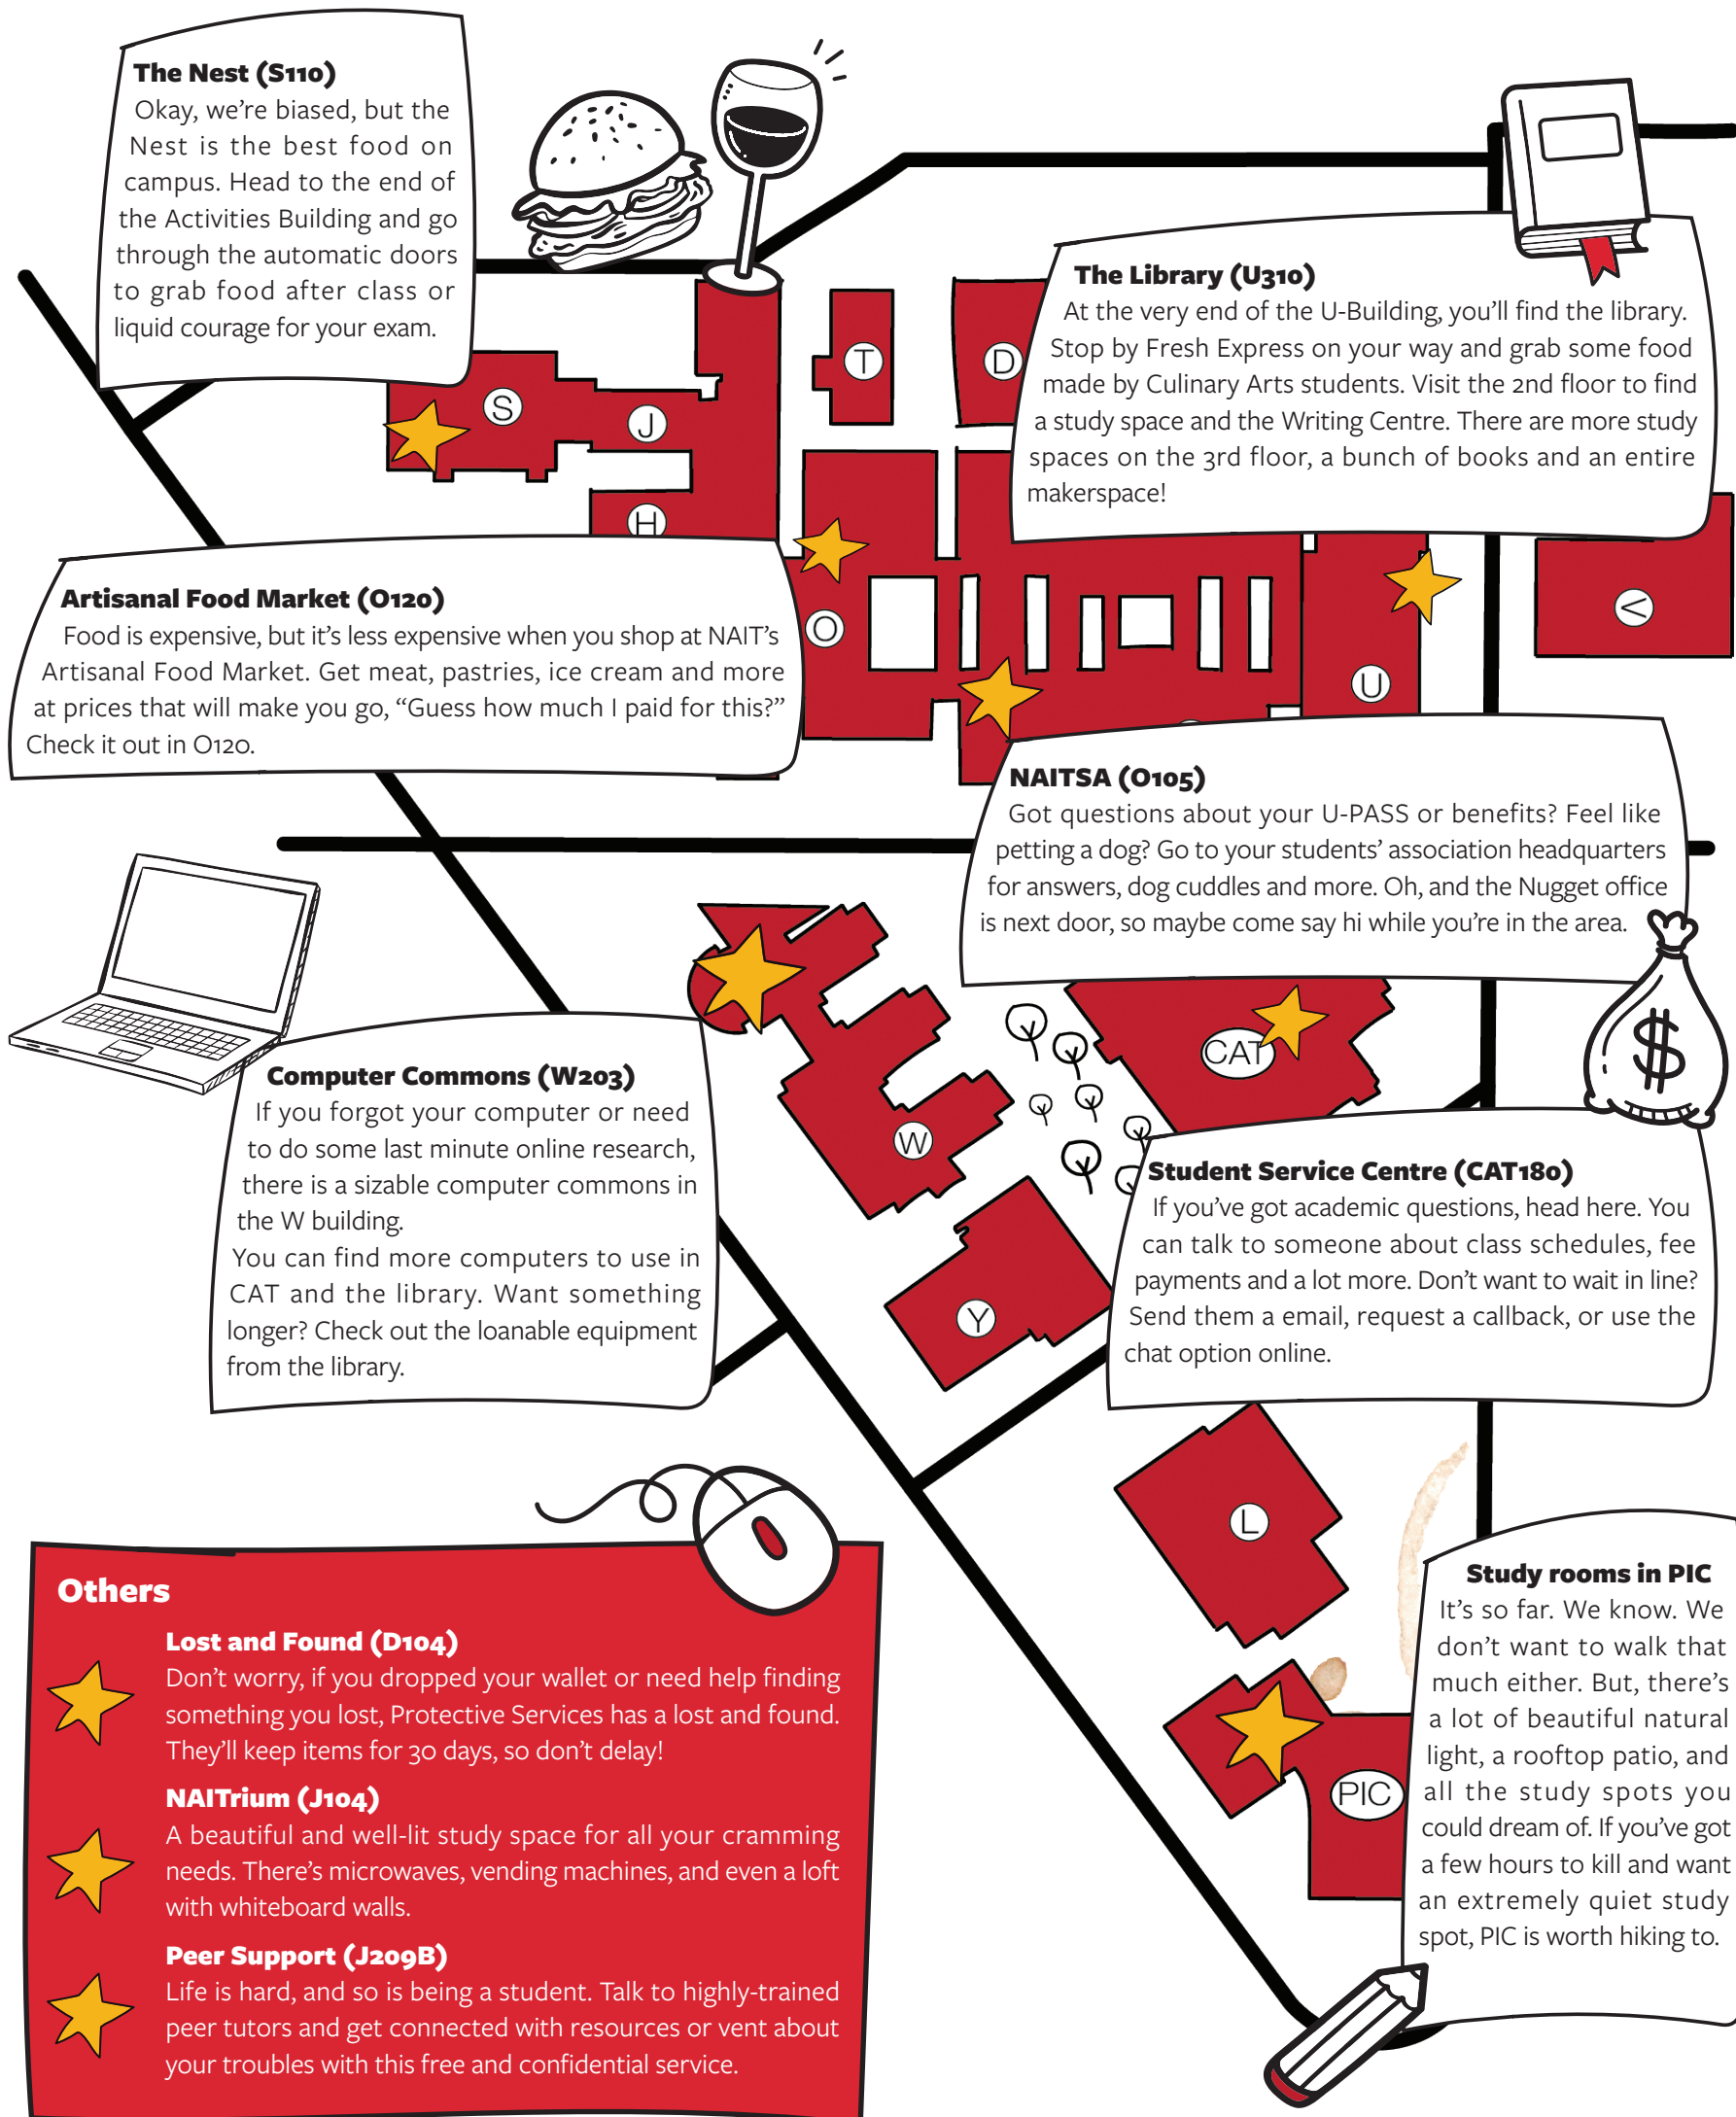 The Nest (S110)
Okay, we're biased, but the
Nest is the best food on
campus. Head to the end of
the Activities Building and go
through the automatic doors
to grab food after class or
liquid courage for your exam.
The Library (U310)
At the very end of the U-Building, you'll find the library.
Stop by Fresh Express on your way and grab some food
made by Culinary Arts students. Visit the 2nd floor to find
a study space and the Writing Centre. There are more study
spaces on the 3rd floor, a bunch of books and an entire
makerspace!
T
D
S
J
H
Artisanal Food Market (O120)
Food is expensive, but it's less expensive when you shop at NAIT's
Artisanal Food Market. Get meat, pastries, ice cream and more
at prices that will make you go, "Guess how much I paid for this?"
Check it out in O120.
O
U
V
NAITSA (O105)
Got questions about your U-PASS or benefits? Feel like
petting a dog? Go to your students' association headquarters
for answers, dog cuddles and more. Oh, and the Nugget office
is next door, so maybe come say hi while you're in the area.
Computer Commons (W203)
If you forgot your computer or need
to do some last minute online research,
there is a sizable computer commons in
the W building.
You can find more computers to use in
CAT and the library. Want something
longer? Check out the loanable equipment
from the library.
CAT
W
Y
$
Student Service Centre (CAT180)
If you've got academic questions, head here. You
can talk to someone about class schedules, fee
payments and a lot more. Don't want to wait in line?
Send them a email, request a callback, or use the
chat option online.
L
PIC
Study rooms in PIC
It's so far. We know. We
don't want to walk that
much either. But, there's
a lot of beautiful natural
light, a rooftop patio, and
all the study spots you
could dream of. If you've got
a few hours to kill and want
an extremely quiet study
spot, PIC is worth hiking to.
Others
Lost and Found (D104)
Don't worry, if you dropped your wallet or need help finding
something you lost, Protective Services has a lost and found.
They'll keep items for 30 days, so don't delay!
NAITrium (J104)
A beautiful and well-lit study space for all your cramming
needs. There's microwaves, vending machines, and even a loft
with whiteboard walls.
Peer Support (J209B)
Life is hard, and so is being a student. Talk to highly-trained
peer tutors and get connected with resources or vent about
your troubles with this free and confidential service.